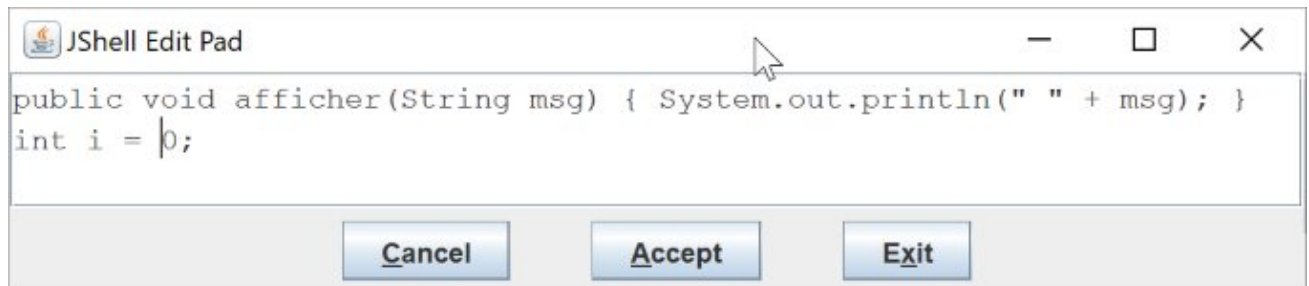 JShell Edit Pad
public void afficher(String msg) { System.out.println(" " + msg); }
int i = 0;
Cancel Accept Exit